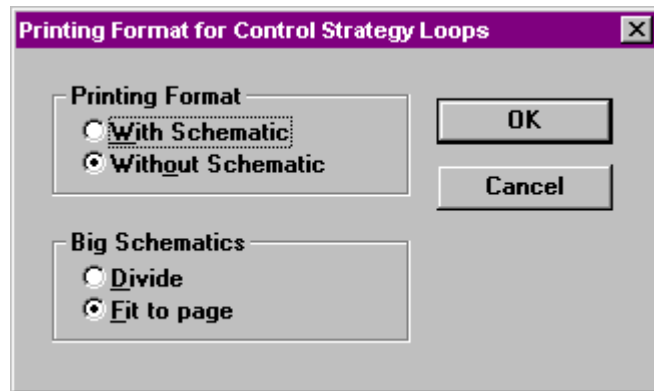 Printing Format for Control Strategy Loops
Printing Format
With Schematic
Without Schematic
OK
Cancel
Big Schematics
Divide
Fit to page